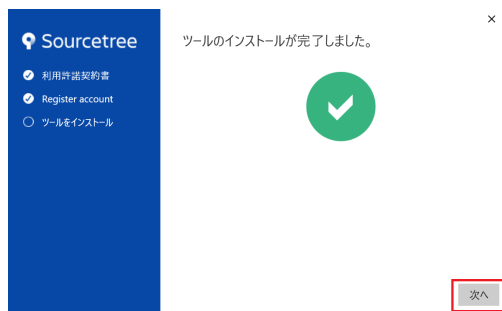 Sourcetree
利用許諾契約書
Register account
ツールをインストール
ツールのインストールが完了しました。
次へ